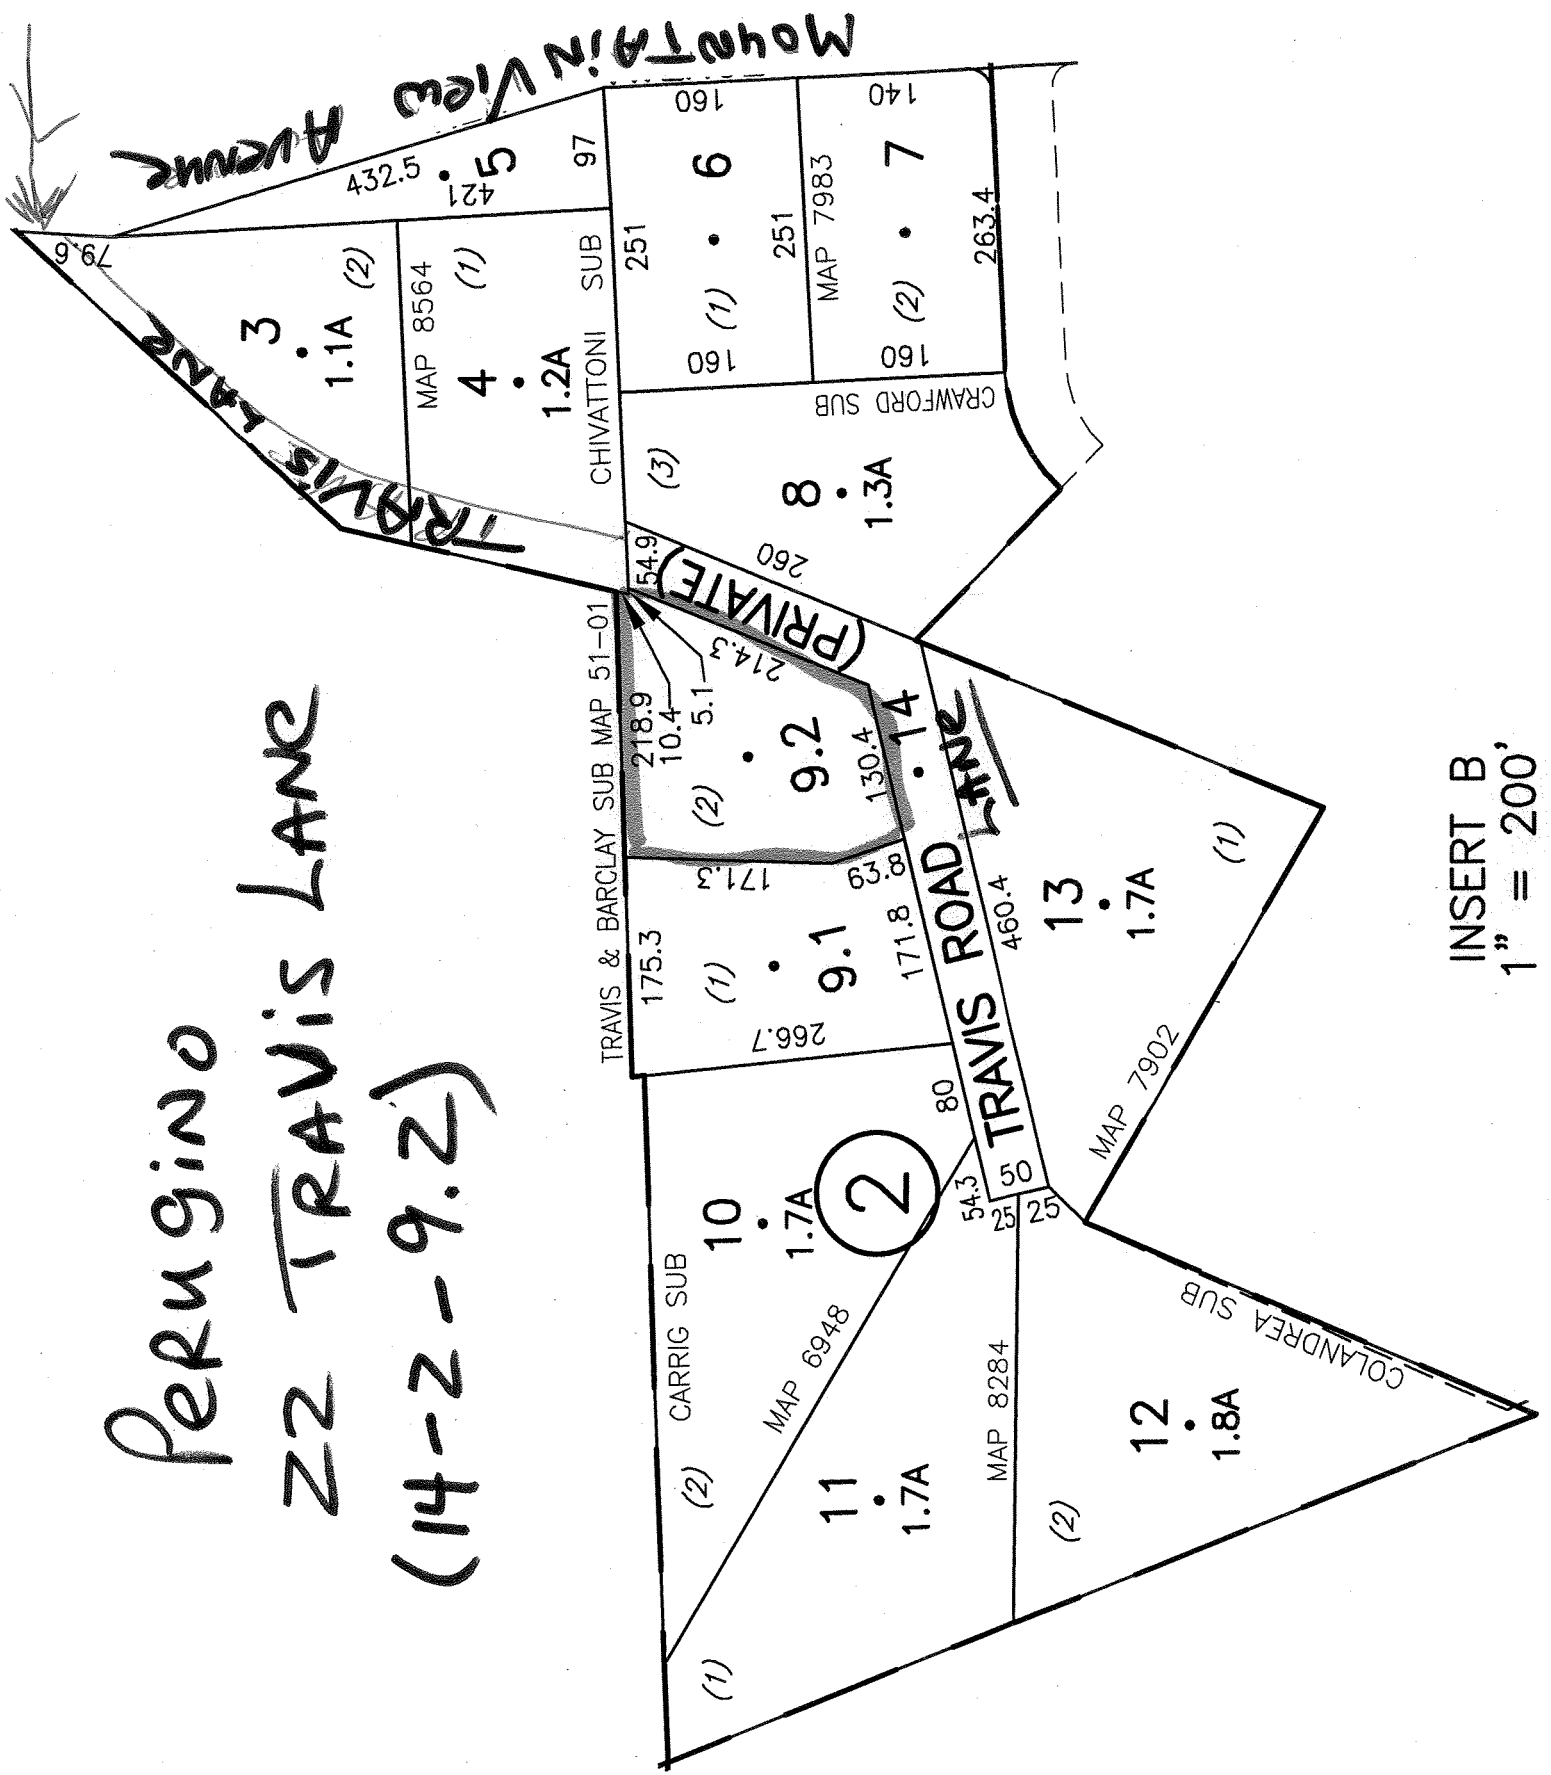 Perugino
22 TRAViS LANE
(14-2-9.2)
MOUNTAiN View
Avenue
TRAVIS LANE
79.6
432.5
421
5
97
3
1.1A
(2)
MAP 8564
4
1.2A
(1)
CHIVATTONI SUB
160
6
251
251
(1)
160
140
7
MAP 7983
263.4
(2)
160
CRAWFORD SUB
(3)
8
1.3A
260
54.9
(PRIVATE)
TRAVIS & BARCLAY SUB MAP 51-01
218.9
10.4
5.1
214.3
(2)
9.2
130.4
14
LANE
171.3
63.8
175.3
(1)
9.1
171.8
266.7
TRAVIS ROAD
460.4
13
1.7A
(1)
MAP 7902
80
10
1.7A
2
54.3
50
25
25
CARRIG SUB
(2)
MAP 6948
11
1.7A
(1)
MAP 8284
12
1.8A
(2)
COLANDREA SUB
INSERT B
1" = 200'